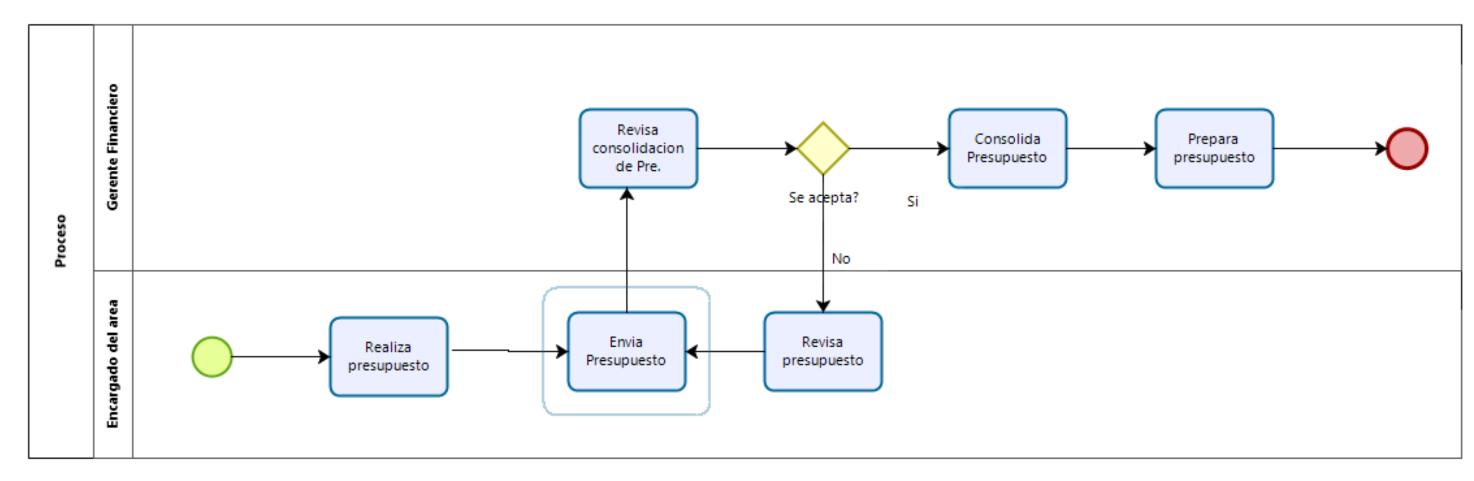 Proceso
Gerente Financiero
Revisa
consolidacion
de Pre.
Se acepta?
Si
No
Consolida
Presupuesto
Prepara
presupuesto
Encargado del area
Realiza
presupuesto
Envia
Presupuesto
Revisa
presupuesto